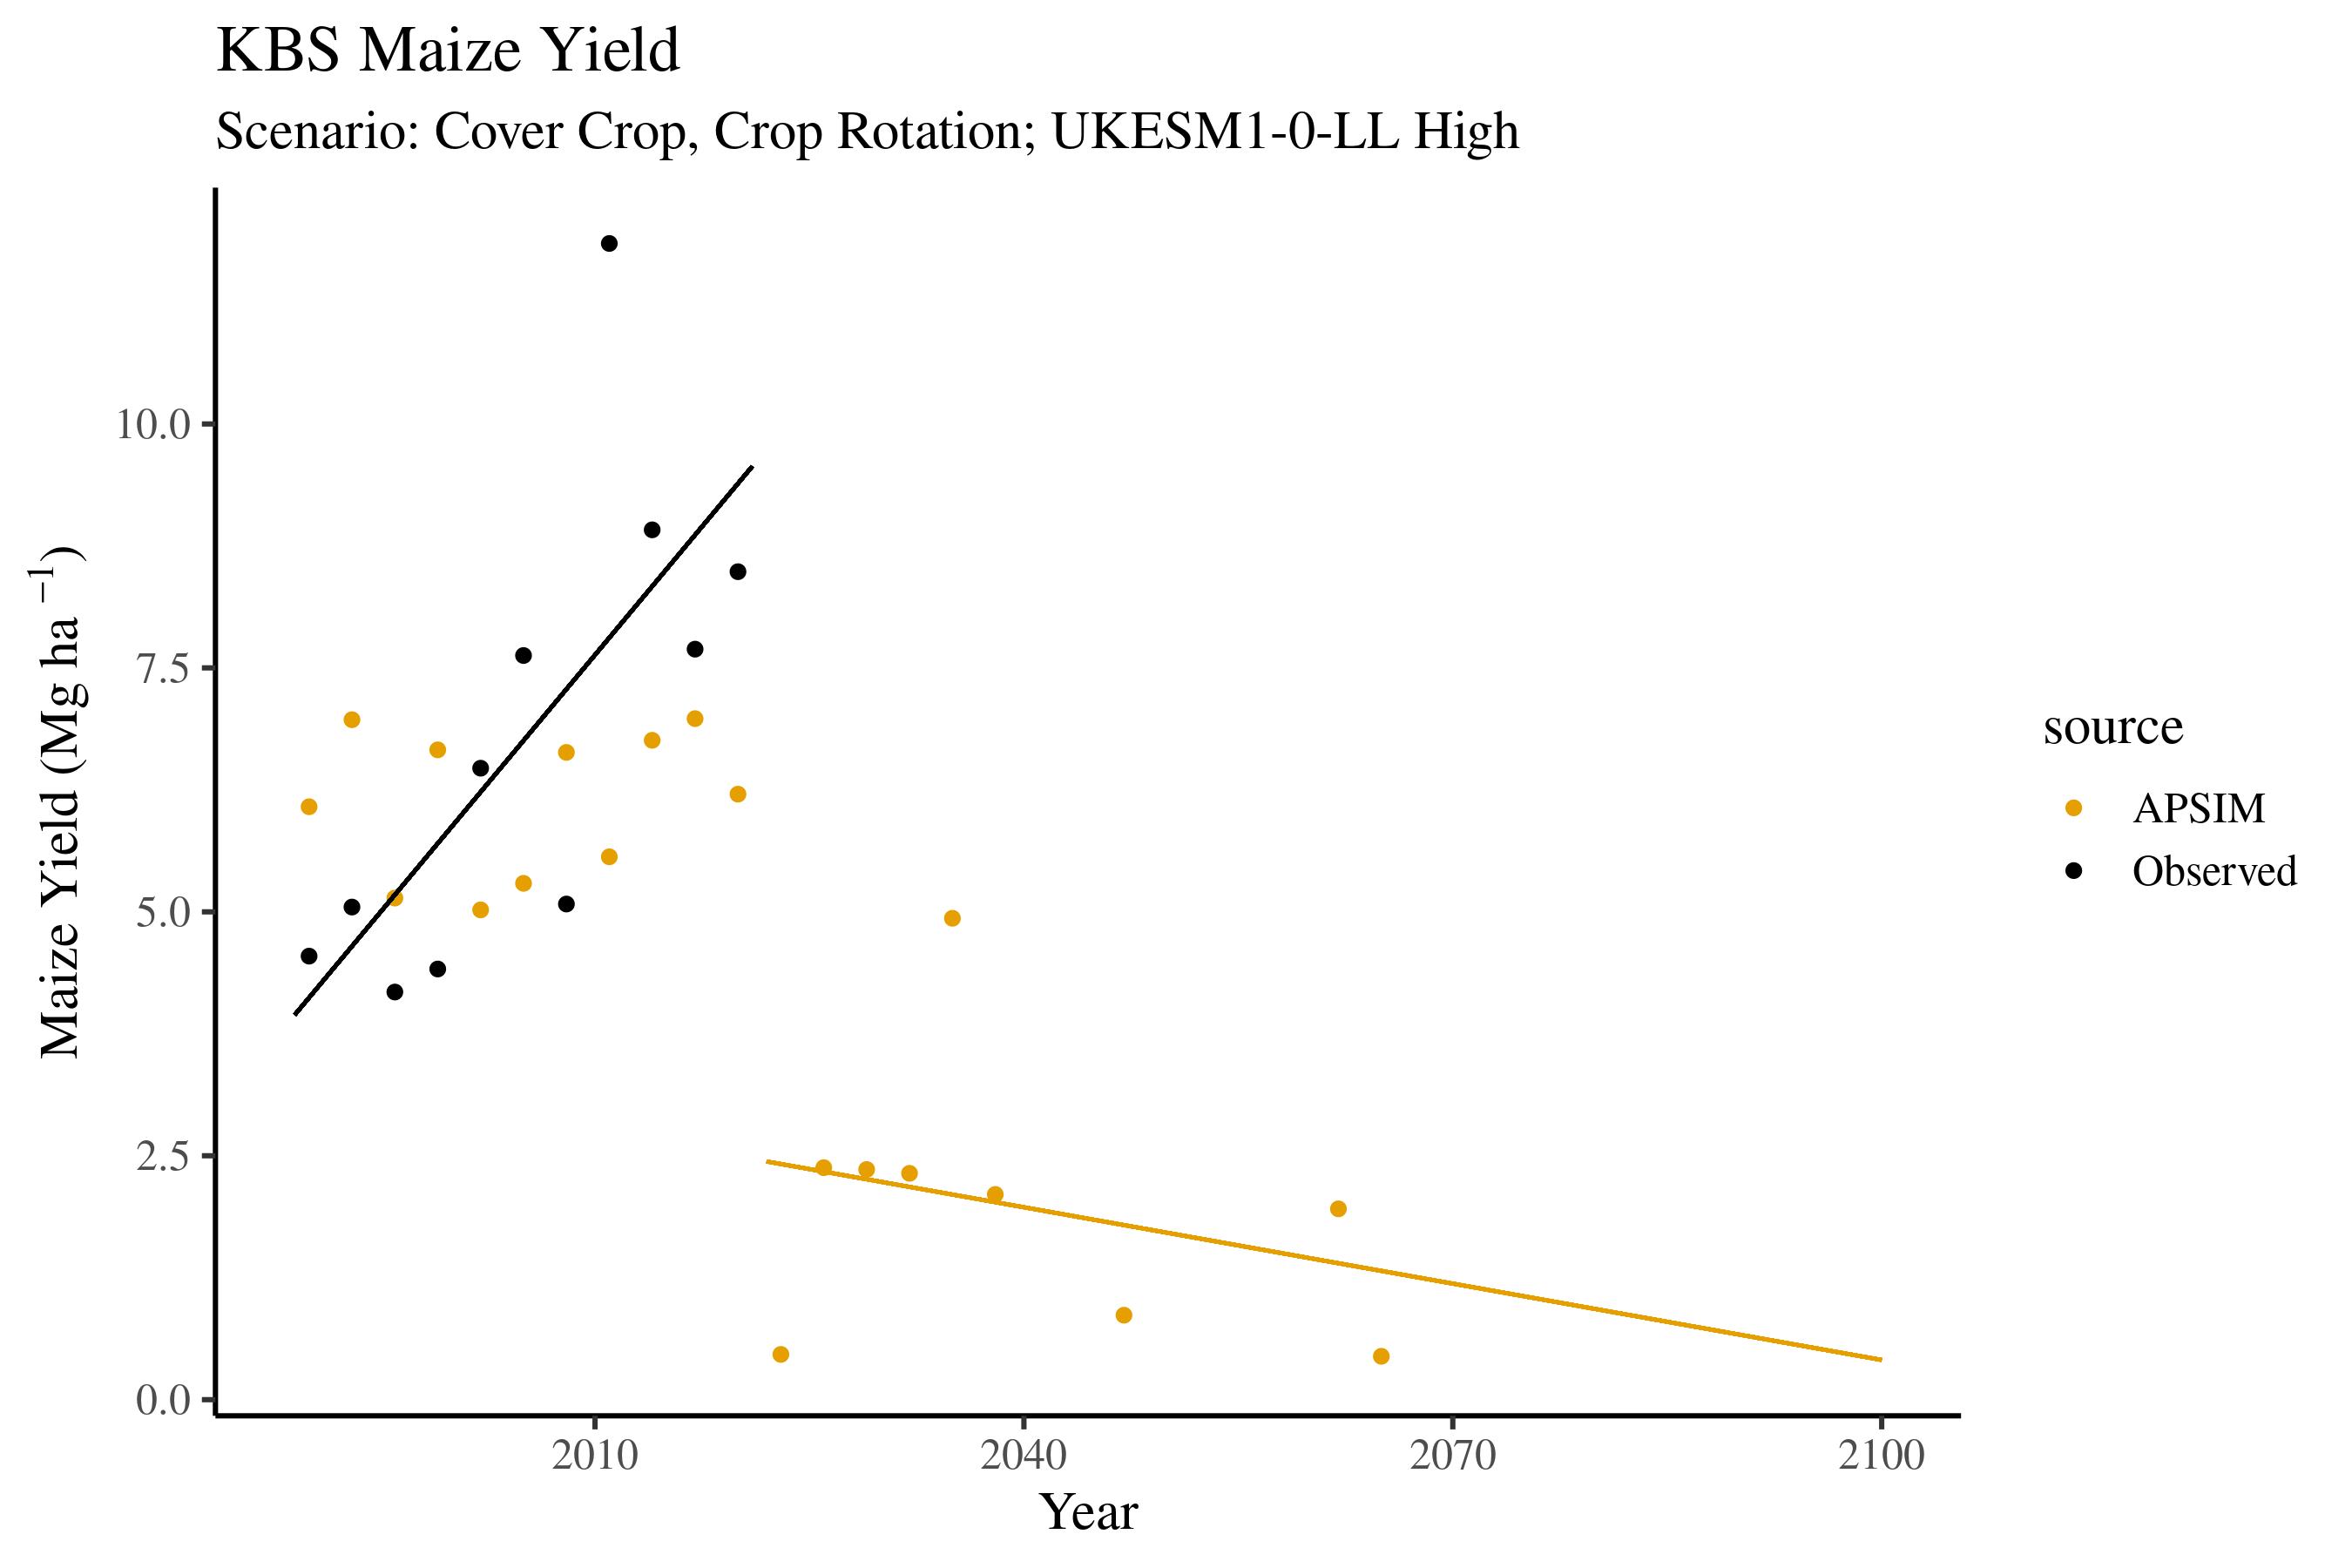 KBS Maize Yield
Scenario: Cover Crop, Crop Rotation; UKESM1-0-LL High
Maize Yield (Mg ha −1)
10.0
7.5
5.0
2.5
0.0
2010 2040 2070 2100
Year
source
APSIM
Observed